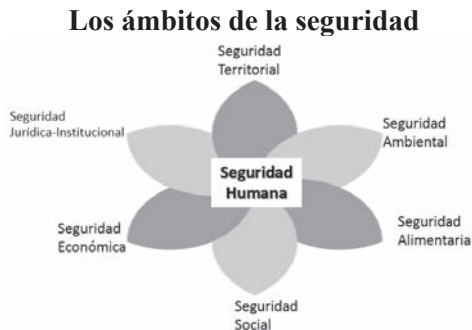 Los ámbitos de la seguridad
Seguridad
Territorial
Seguridad
Jurídica-Institucional
Seguridad
Ambiental
Seguridad
Humana
Seguridad
Económica
Seguridad
Alimentaria
Seguridad
Social